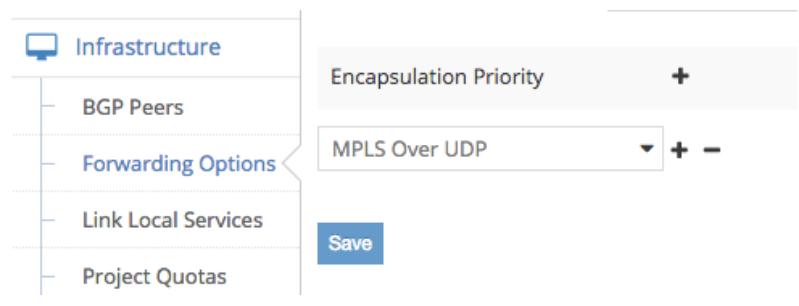 Infrastructure
BGP Peers
Forwarding Options
Link Local Services
Project Quotas
Encapsulation Priority
MPLS Over UDP
Save